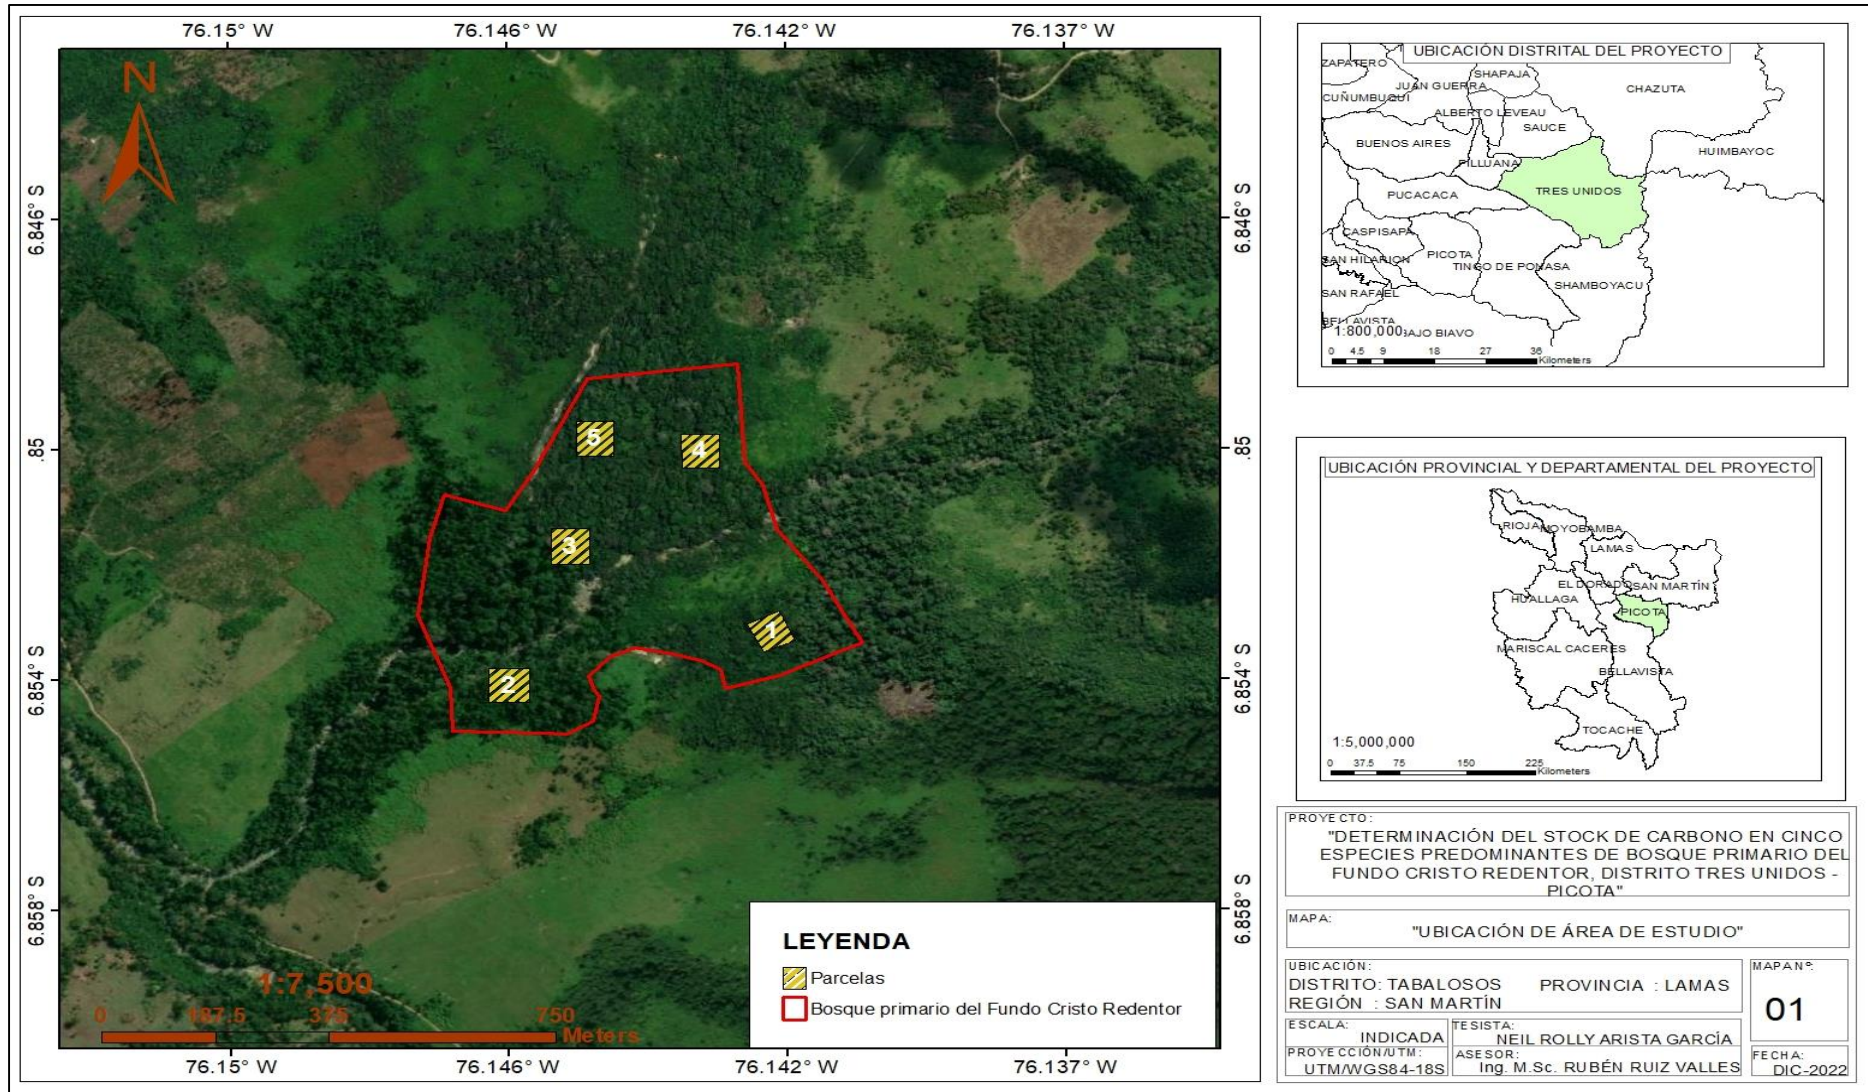 76.15° W 76.146° W 76.142° W 76.137° W
N
6.846° S
.85
6.854° S
6.858° S
6.846° S
.85
6.854° S
6.858° S
5
4
3
1
2
1:7,500
0 187.5 375 750
Meters
LEYENDA
Parcelas
Bosque primario del Fundo Cristo Redentor
76.15° W 76.146° W 76.142° W 76.137° W
UBICACIÓN DISTRITAL DEL PROYECTO
ZAPATERO
SHAPAJA
JUAN GUERRA
CHAZUTA
CUÑUMBUQUI
ALBERTO LEVEAU
SAUCE
BUENOS AIRES
HUIMBAYOC
PILLUANA
TRES UNIDOS
PUCACACA
CASPISAPA
PICOTA
SAN HILARION
TINGO DE PONASA
SHAMBOYACU
SAN RAFAEL
BELLAVISTA
1:800,000
BAJO BIAVO
0 4.5 9 18 27 36
Kilometers
UBICACIÓN PROVINCIAL Y DEPARTAMENTAL DEL PROYECTO
RIOJA
MOYOBAMBA
LAMAS
EL DORADO
SAN MARTÍN
HUALLAGA
PICOTA
MARISCAL CACERES
BELLAVISTA
TOCACHE
1:5,000,000
0 37.5 75 150 225
Kilometers
PROYECTO:
"DETERMINACIÓN DEL STOCK DE CARBONO EN CINCO
ESPECIES PREDOMINANTES DE BOSQUE PRIMARIO DEL
FUNDO CRISTO REDENTOR, DISTRITO TRES UNIDOS -
PICOTA"
MAPA:
"UBICACIÓN DE ÁREA DE ESTUDIO"
UBICACIÓN:
DISTRITO: TABALOSOS PROVINCIA : LAMAS
REGIÓN : SAN MARTÍN
MAPA Nº:
01
ESCALA:
INDICADA
TESISTA:
NEIL ROLLY ARISTA GARCÍA
PROYECCIÓN/UTM:
UTM/WGS84-18S
ASESOR:
Ing. M.Sc. RUBÉN RUIZ VALLES
FECHA:
DIC-2022